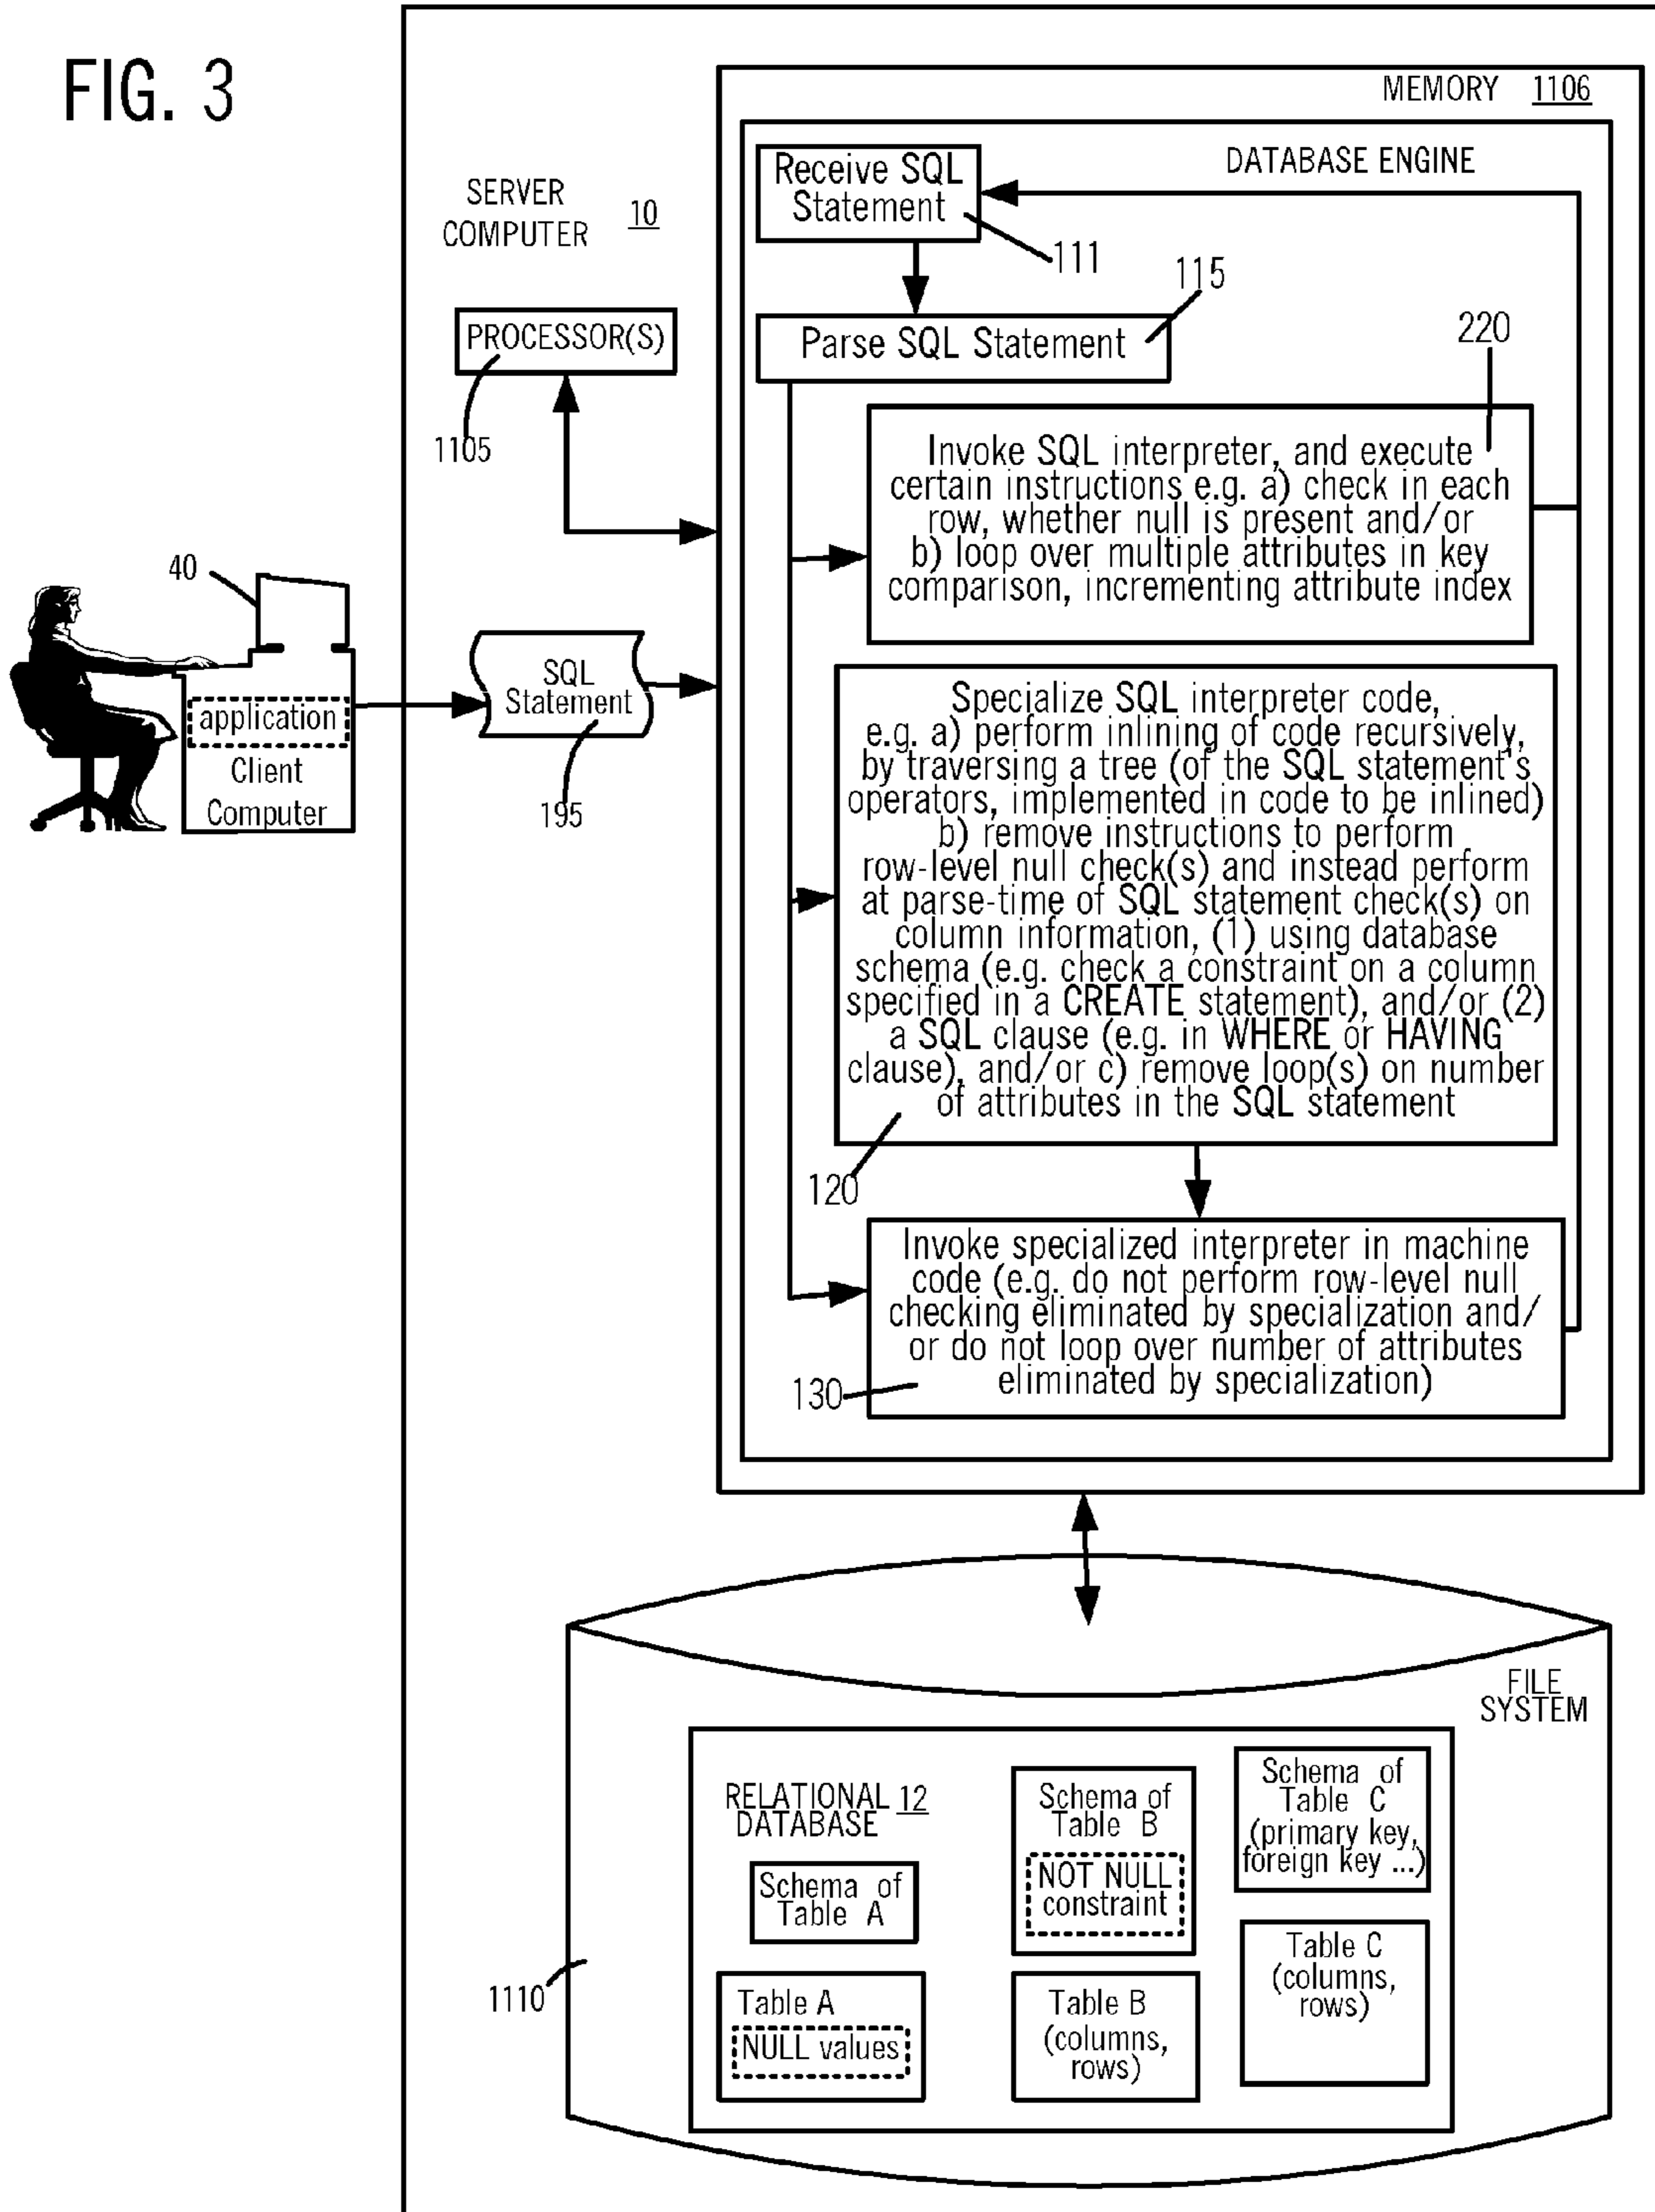 FIG. 3
MEMORY 1106
DATABASE ENGINE
Receive SQL
Statement
111
SERVER
COMPUTER 10
115
Parse SQL Statement
PROCESSOR(S)
1105
220
Invoke SQL interpreter, and execute
certain instructions e.g. a) check in each
row, whether null is present and/or
b) loop over multiple attributes in key
comparison, incrementing attribute index
40
application
Client
Computer
SQL
Statement
195
Specialize SQL interpreter code,
e.g. a) perform inlining of code recursively,
by traversing a tree (of the SQL statement's
operators, implemented in code to be inlined)
b) remove instructions to perform
row-level null check(s) and instead perform
at parse-time of SQL statement check(s) on
column information, (1) using database
schema (e.g. check a constraint on a column
specified in a CREATE statement), and/or (2)
a SQL clause (e.g. in WHERE or HAVING
clause), and/or c) remove loop(s) on number
of attributes in the SQL statement
120
Invoke specialized interpreter in machine
code (e.g. do not perform row-level null
checking eliminated by specialization and/
or do not loop over number of attributes
eliminated by specialization)
130
FILE
SYSTEM
RELATIONAL 12
DATABASE
Schema of
Table A
Schema of
Table B
NOT NULL
constraint
Schema of
Table C
(primary key,
foreign key ...)
1110
Table A
NULL values
Table B
(columns,
rows)
Table C
(columns,
rows)